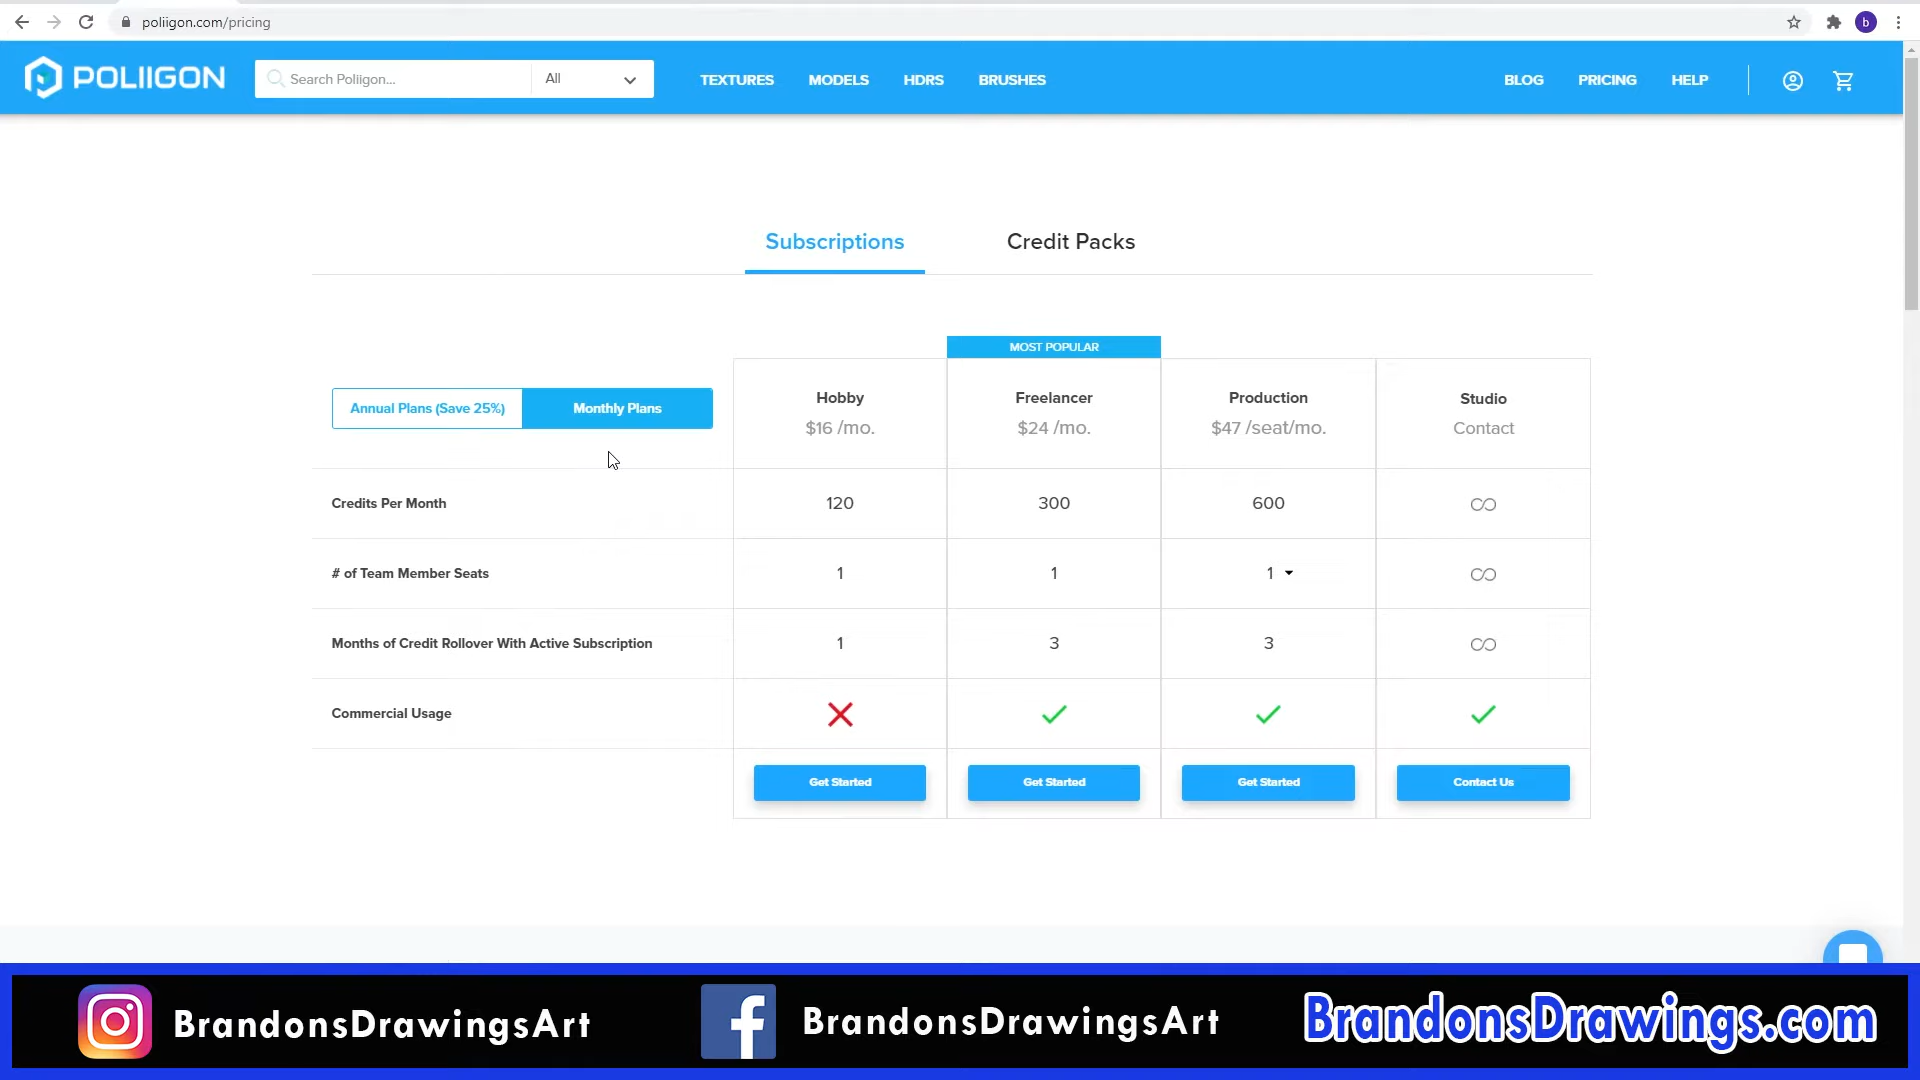 poliigon.com/pricing
b
POLIIGON
Search Poliigon...
All
TEXTURES
MODELS
HDRS
BRUSHES
BLOG
PRICING
HELP
Subscriptions
Credit Packs
MOST POPULAR
Annual Plans (Save 25%)
Monthly Plans
Hobby
$16 /mo.
Freelancer
$24 /mo.
Production
$47 /seat/mo.
Studio
Contact
Credits Per Month
120
300
600
∞
# of Team Member Seats
1
1
1
∞
Months of Credit Rollover With Active Subscription
1
3
3
∞
Commercial Usage
Get Started
Get Started
Get Started
Contact Us
BrandonsDrawingsArt
BrandonsDrawingsArt
BrandonsDrawings.com